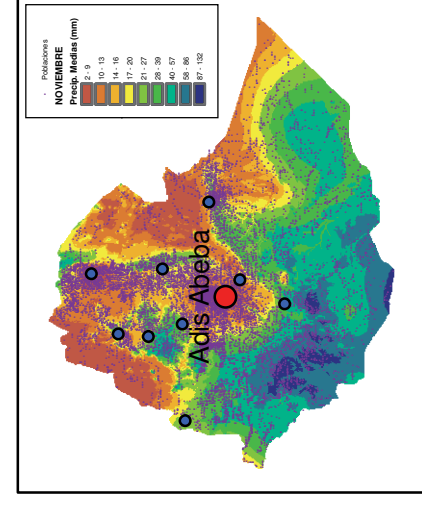 Poblaciones
NOVIEMBRE
Precip. Medias (mm)
2 - 9
10 - 13
14 - 16
17 - 20
21 - 27
28 - 39
40 - 57
58 - 86
87 - 132
Adis Abeba